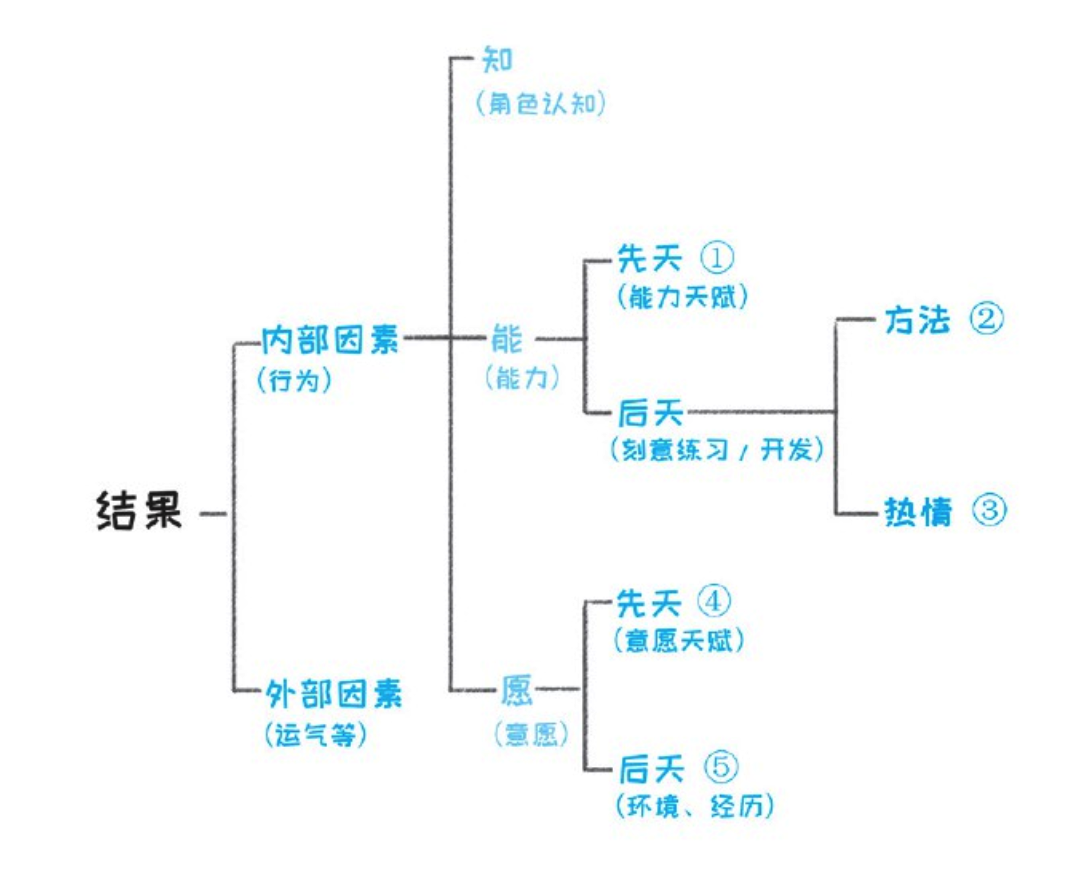 知
(角色认知)
先天 ①
(能力天赋)
方法 ②
内部因素
(行为)
能
(能力)
后天
(刻意练习 / 开发)
结果
热情 ③
先天 ④
(意愿天赋)
外部因素
(运气等)
愿
(意愿)
后天 ⑤
(环境、经历)